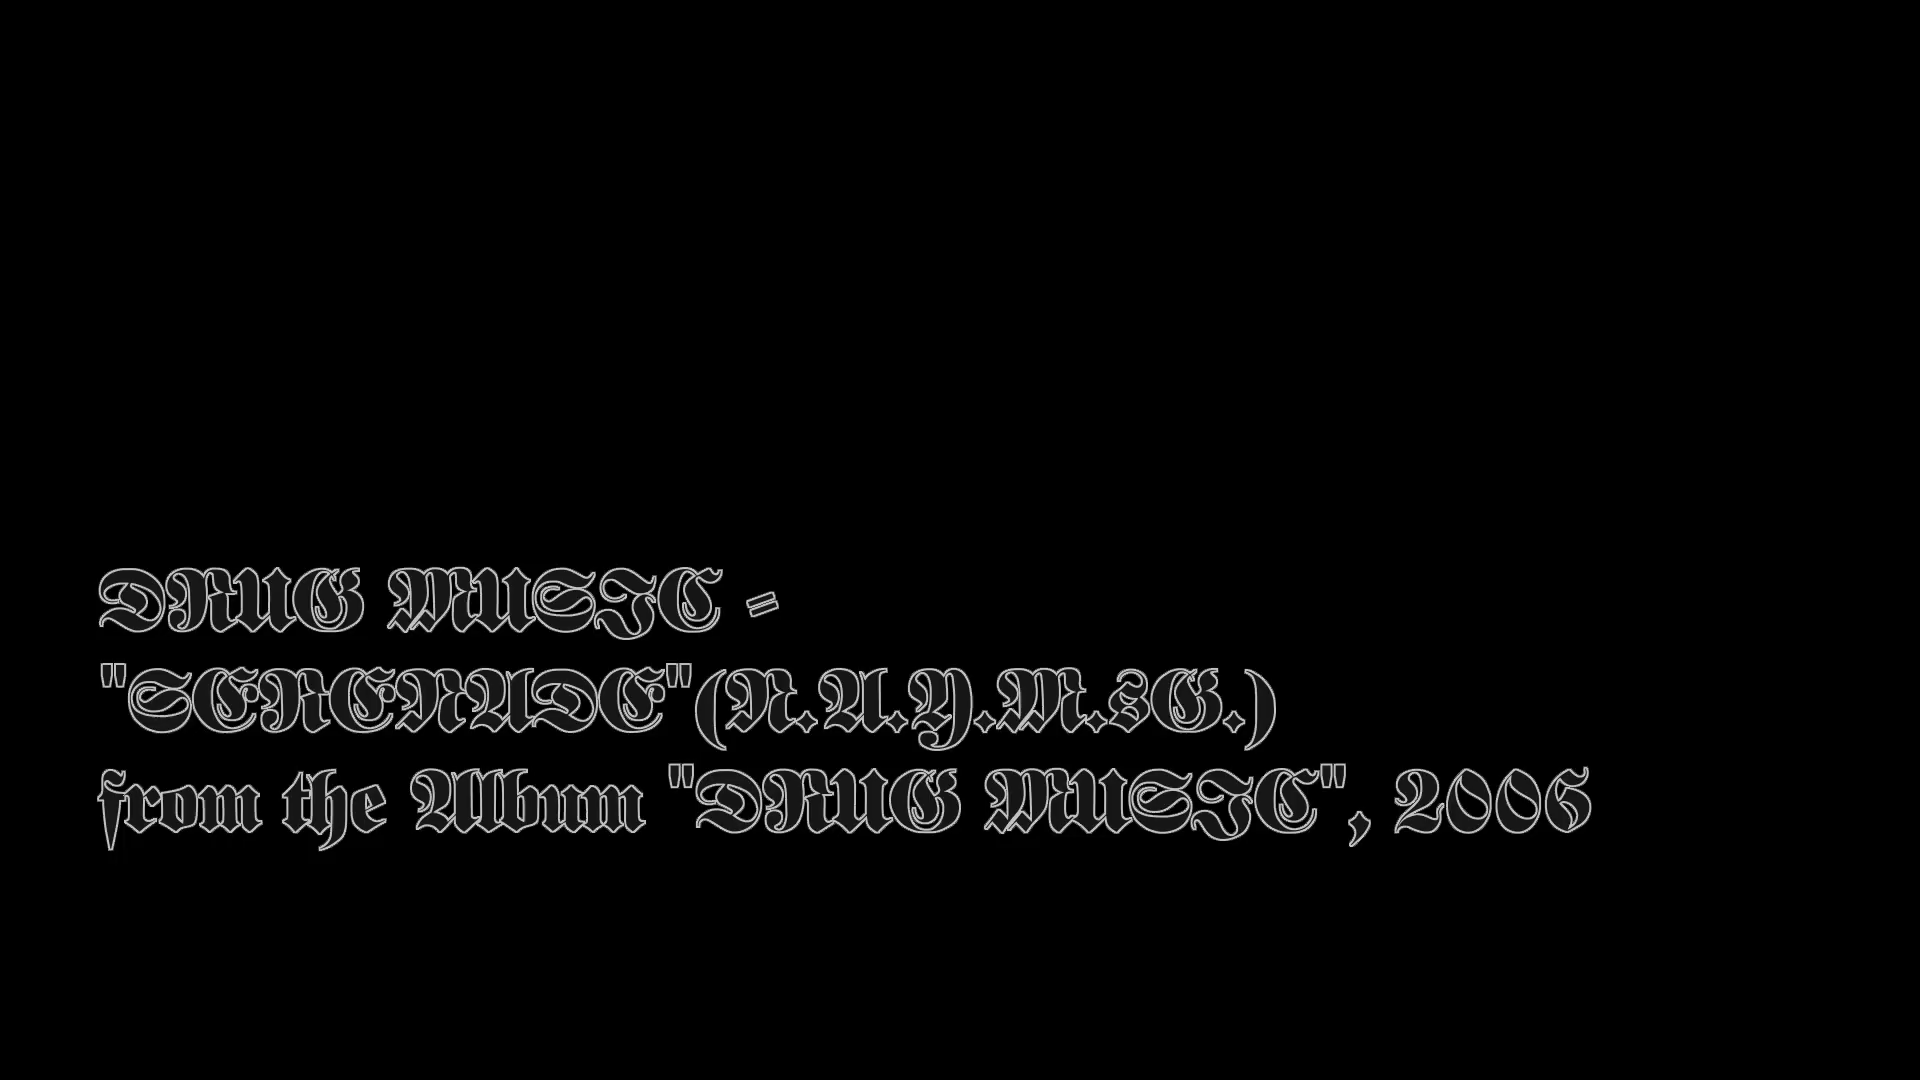 DRUG MUSIC -
"SERENADE"(N.A.Y.M.sG.)
from the Album "DRUG MUSIC", 2006